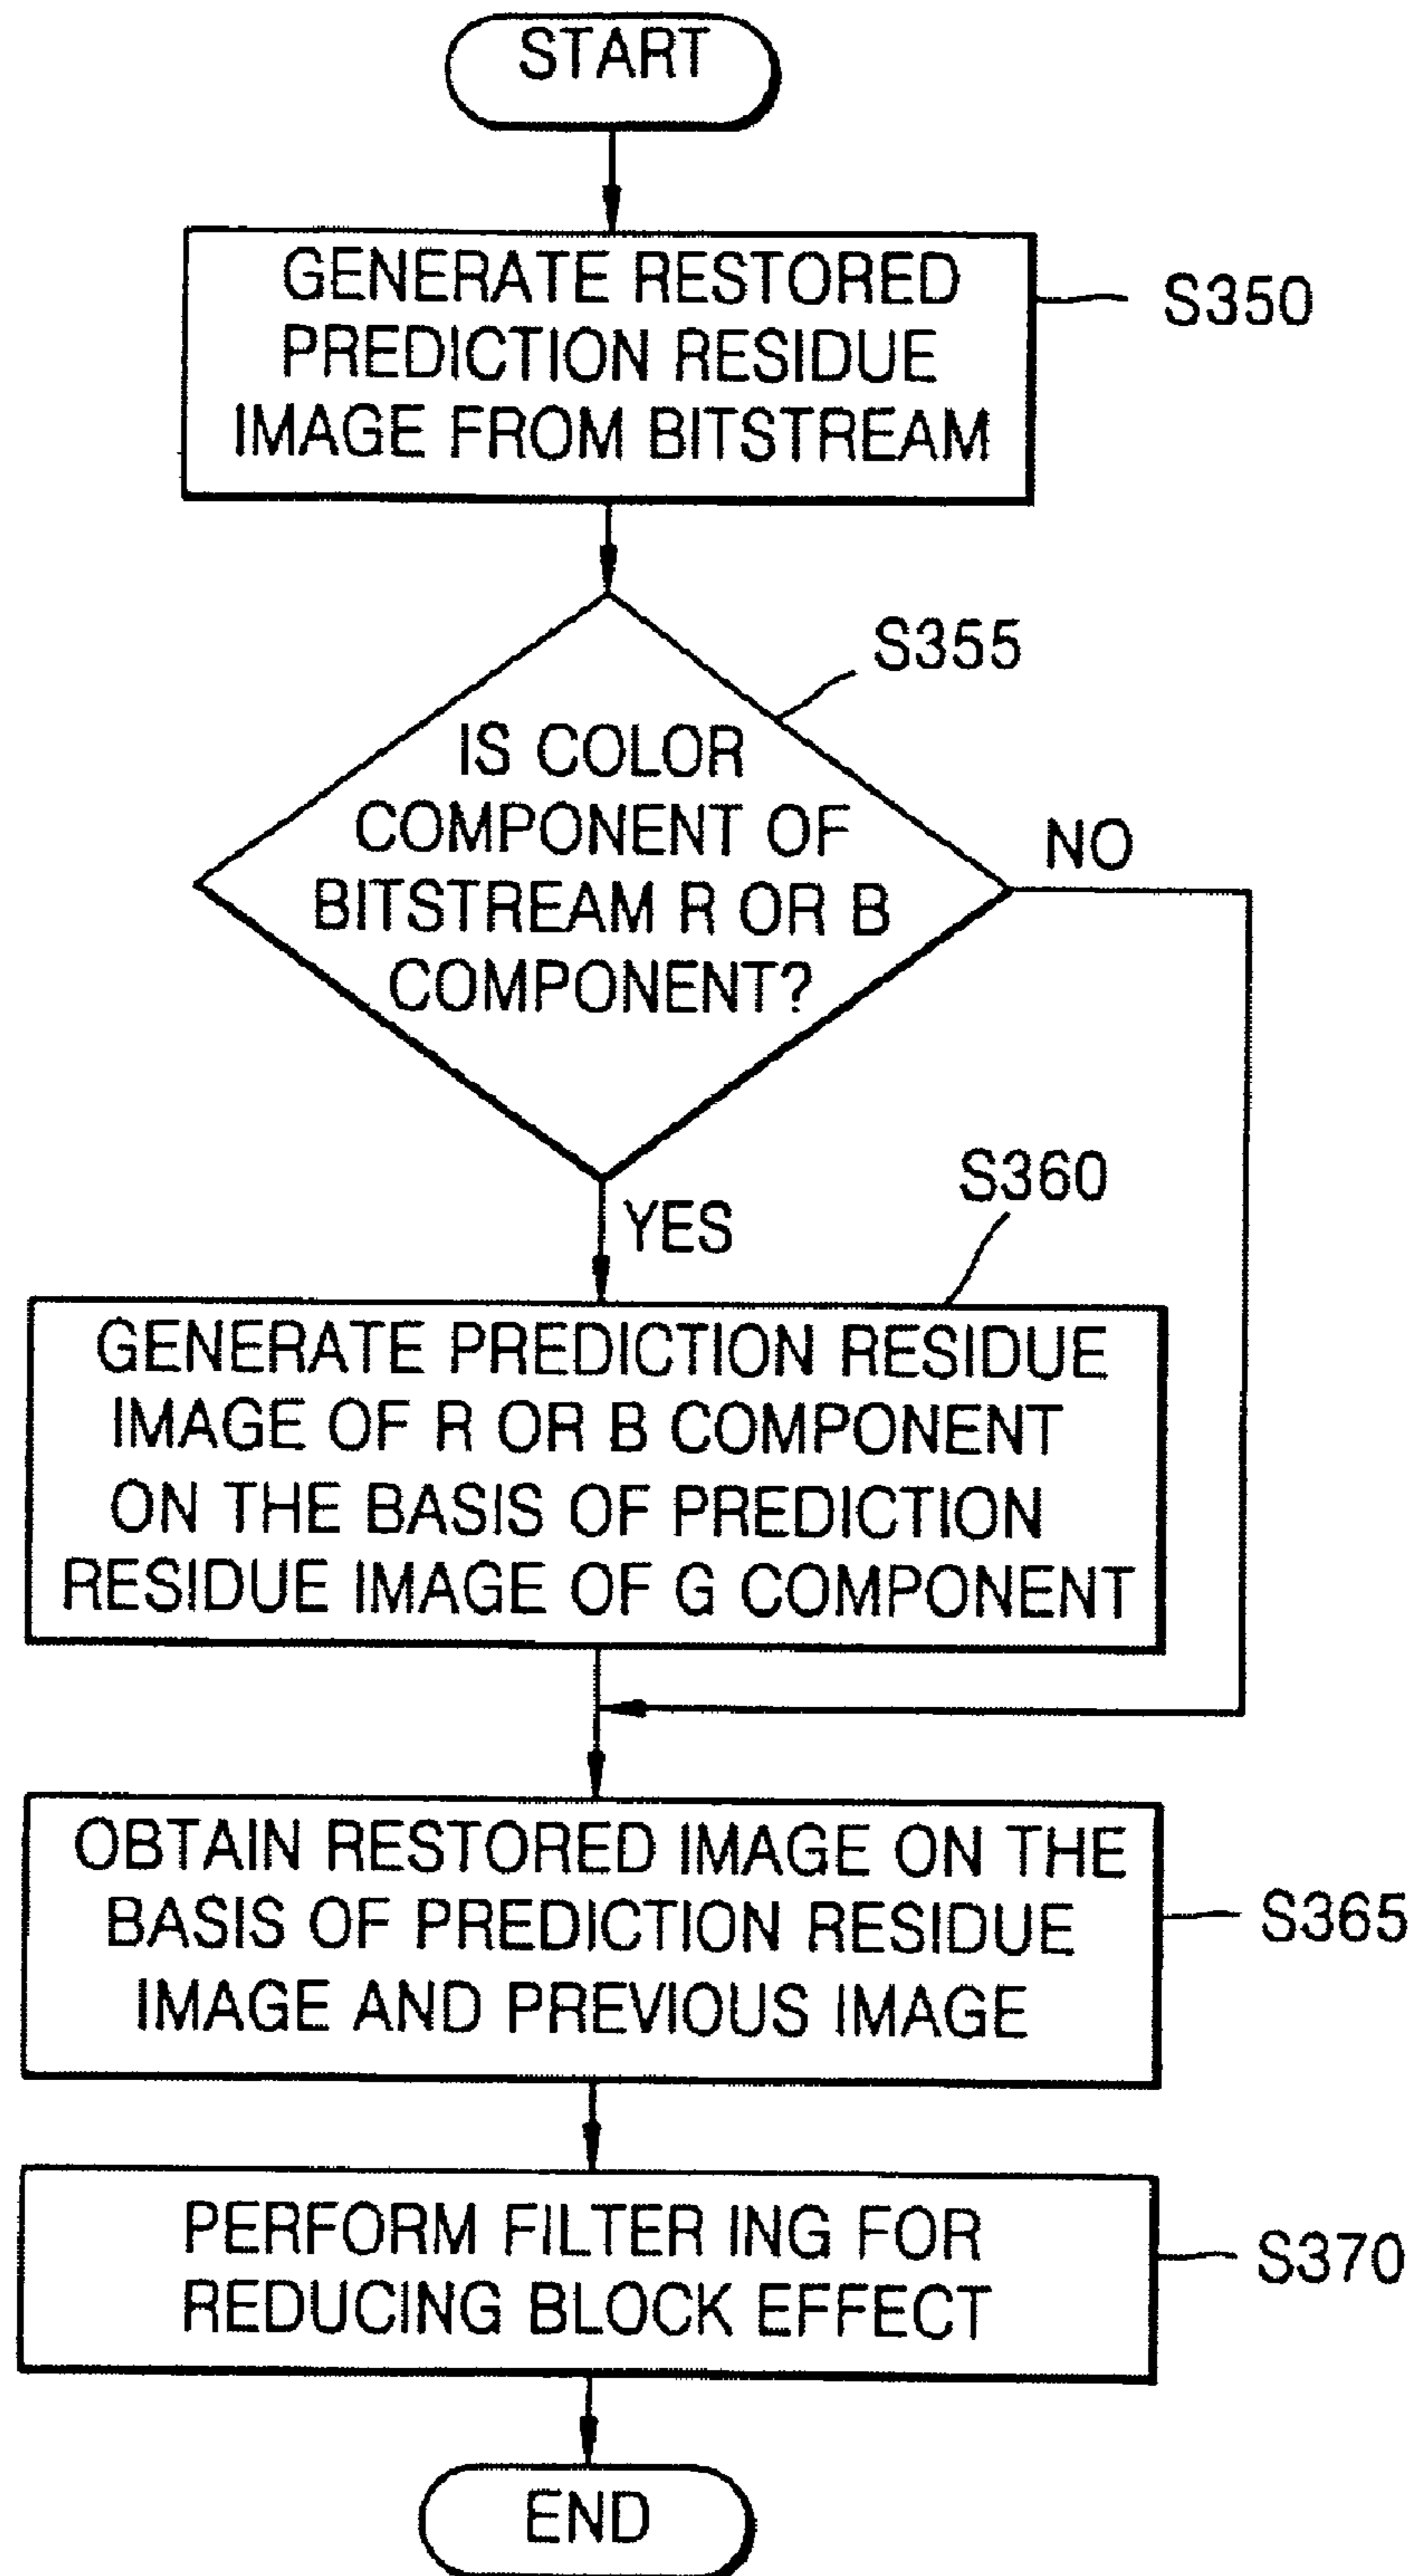 START
GENERATE RESTORED
PREDICTION RESIDUE
IMAGE FROM BITSTREAM
S350
S355
IS COLOR
COMPONENT OF
BITSTREAM R OR B
COMPONENT?
NO
YES
S360
GENERATE PREDICTION RESIDUE
IMAGE OF R OR B COMPONENT
ON THE BASIS OF PREDICTION
RESIDUE IMAGE OF G COMPONENT
OBTAIN RESTORED IMAGE ON THE
BASIS OF PREDICTION RESIDUE
IMAGE AND PREVIOUS IMAGE
S365
PERFORM FILTER ING FOR
REDUCING BLOCK EFFECT
S370
END